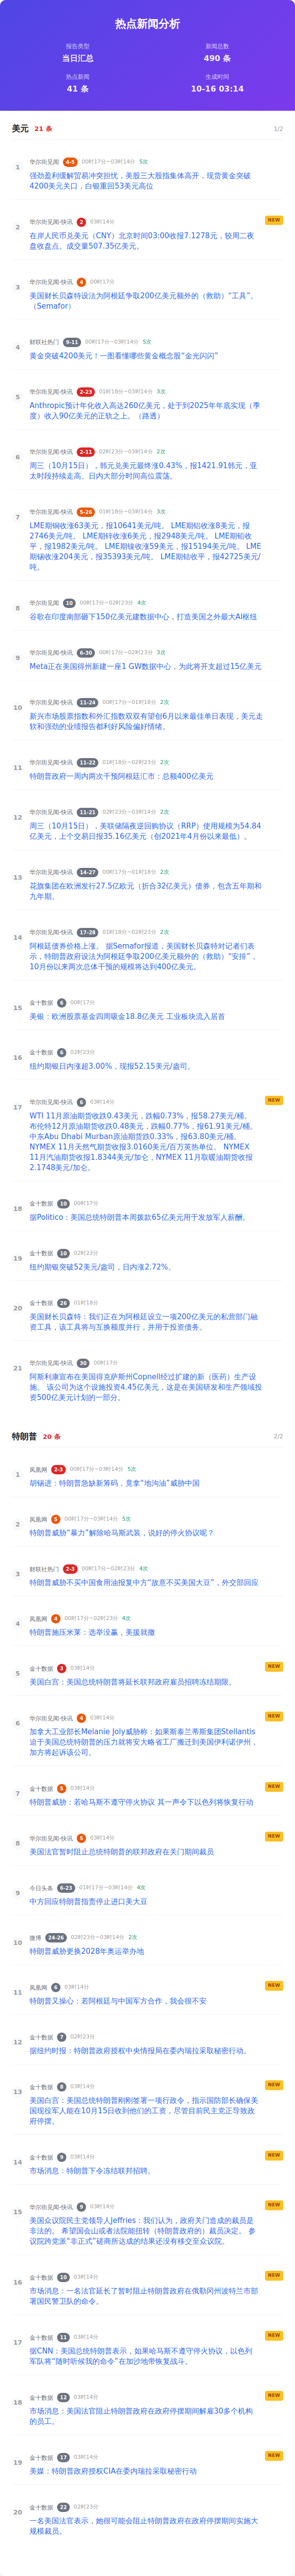 热点新闻分析
报告类型
新闻总数
当日汇总
490 条
热点新闻
生成时间
41 条
10-16 03:14
美元 21 条 1/2
1
华尔街见闻 4-5 00时17分~03时14分 5次
强劲盈利缓解贸易冲突担忧，美股三大股指集体高开，现货黄金突破
4200美元关口，白银重回53美元高位
2
华尔街见闻-快讯 2 03时14分
NEW
在岸人民币兑美元（CNY）北京时间03:00收报7.1278元，较周二夜
盘收盘点。成交量507.35亿美元。
3
华尔街见闻-快讯 4 00时17分
美国财长贝森特设法为阿根廷争取200亿美元额外的（救助）“工具”。
（Semafor）
4
财联社热门 9-11 00时17分~03时14分 5次
黄金突破4200美元！一图看懂哪些黄金概念股“金光闪闪”
5
华尔街见闻-快讯 2-23 01时18分~03时14分 3次
Anthropic预计年化收入高达260亿美元，处于到2025年年底实现（季
度）收入90亿美元的正轨之上。（路透）
6
华尔街见闻-快讯 2-11 02时23分~03时14分 2次
周三（10月15日），韩元兑美元最终涨0.43%，报1421.91韩元，亚
太时段持续走高、日内大部分时间高位震荡。
7
华尔街见闻-快讯 5-26 01时18分~03时14分 3次
LME期铜收涨63美元，报10641美元/吨。 LME期铝收涨8美元，报
2746美元/吨。 LME期锌收涨6美元，报2948美元/吨。 LME期铅收
平，报1982美元/吨。 LME期镍收涨59美元，报15194美元/吨。 LME
期锡收涨204美元，报35393美元/吨。 LME期钴收平，报42725美元/
吨。
8
华尔街见闻 10 00时17分~02时23分 4次
谷歌在印度南部砸下150亿美元建数据中心，打造美国之外最大AI枢纽
9
华尔街见闻-快讯 6-30 00时17分~02时23分 3次
Meta正在美国得州新建一座1 GW数据中心，为此将开支超过15亿美元
10
华尔街见闻-快讯 11-24 00时17分~01时18分 2次
新兴市场股票指数和外汇指数双双有望创6月以来最佳单日表现，美元走
软和强劲的业绩报告都利好风险偏好情绪。
11
华尔街见闻-快讯 11-22 01时18分~02时23分 2次
特朗普政府一周内两次干预阿根廷汇市：总额400亿美元
12
华尔街见闻-快讯 11-21 02时23分~03时14分 2次
周三（10月15日），美联储隔夜逆回购协议（RRP）使用规模为54.84
亿美元，上个交易日报35.16亿美元（创2021年4月份以来最低）。
13
华尔街见闻-快讯 14-27 00时17分~01时18分 2次
花旗集团在欧洲发行27.5亿欧元（折合32亿美元）债券，包含五年期和
九年期。
14
华尔街见闻-快讯 17-28 01时18分~02时23分 2次
阿根廷债券价格上涨。 据Semafor报道，美国财长贝森特对记者们表
示，特朗普政府设法为阿根廷争取200亿美元额外的（救助）“安排”，
10月份以来两次总体干预的规模将达到400亿美元。
15
金十数据 6 00时17分
美银：欧洲股票基金四周吸金18.8亿美元 工业板块流入居首
16
金十数据 6 02时23分
纽约期银日内涨超3.00%，现报52.15美元/盎司。
17
华尔街见闻-快讯 6 03时14分
NEW
WTI 11月原油期货收跌0.43美元，跌幅0.73%，报58.27美元/桶。
布伦特12月原油期货收跌0.48美元，跌幅0.77%，报61.91美元/桶。
中东Abu Dhabi Murban原油期货跌0.33%，报63.80美元/桶。
NYMEX 11月天然气期货收报3.0160美元/百万英热单位。 NYMEX
11月汽油期货收报1.8344美元/加仑，NYMEX 11月取暖油期货收报
2.1748美元/加仑。
18
金十数据 10 00时17分
据Politico：美国总统特朗普本周拨款65亿美元用于发放军人薪酬。
19
金十数据 10 02时23分
纽约期银突破52美元/盎司，日内涨2.72%。
20
金十数据 26 01时18分
美国财长贝森特：我们正在为阿根廷设立一项200亿美元的私营部门融
资工具，该工具将与互换额度并行，并用于投资债务。
21
华尔街见闻-快讯 30 00时17分
阿斯利康宣布在美国得克萨斯州Coppell经过扩建的新（医药）生产设
施。 该公司为这个设施投资4.45亿美元，这是在美国研发和生产领域投
资500亿美元计划的一部分。
特朗普 20 条 2/2
1
凤凰网 2-3 00时17分~03时14分 5次
胡锡进：特朗普急缺新筹码，竟拿“地沟油”威胁中国
2
凤凰网 5 00时17分~03时14分 5次
特朗普威胁“暴力”解除哈马斯武装，说好的停火协议呢？
3
财联社热门 2-3 00时17分~02时23分 4次
特朗普威胁不买中国食用油报复中方“故意不买美国大豆”，外交部回应
4
凤凰网 4 00时17分~02时23分 4次
特朗普施压米莱：选举没赢，美援就撤
5
金十数据 3 03时14分
NEW
美国白宫：美国总统特朗普将延长联邦政府雇员招聘冻结期限。
6
华尔街见闻-快讯 4 03时14分
NEW
加拿大工业部长Melanie Joly威胁称：如果斯泰兰蒂斯集团Stellantis
迫于美国总统特朗普的压力就将安大略省工厂搬迁到美国伊利诺伊州，
加方将起诉该公司。
7
金十数据 5 03时14分
NEW
特朗普威胁：若哈马斯不遵守停火协议 其一声令下以色列将恢复行动
8
华尔街见闻-快讯 5 03时14分
NEW
美国法官暂时阻止总统特朗普的联邦政府在关门期间裁员
9
今日头条 6-23 01时17分~03时14分 4次
中方回应特朗普指责停止进口美大豆
10
微博 24-26 02时23分~03时14分 2次
特朗普威胁更换2028年奥运举办地
11
凤凰网 6 03时14分
NEW
特朗普又操心：若阿根廷与中国军方合作，我会很不安
12
金十数据 7 02时23分
据纽约时报：特朗普政府授权中央情报局在委内瑞拉采取秘密行动。
13
金十数据 8 03时14分
NEW
美国白宫：美国总统特朗普刚刚签署一项行政令，指示国防部长确保美
国现役军人能在10月15日收到他们的工资，尽管目前民主党正导致政
府停摆。
14
金十数据 9 03时14分
NEW
市场消息：特朗普下令冻结联邦招聘。
15
华尔街见闻-快讯 9 03时14分
NEW
美国众议院民主党领导人Jeffries：我们认为，政府关门造成的裁员是
非法的。 希望国会山或者法院能扭转（特朗普政府的）裁员决定。 参
议院跨党派“非正式”磋商所达成的结果还没有移交至众议院。
16
金十数据 10 03时14分
NEW
市场消息：一名法官延长了暂时阻止特朗普政府在俄勒冈州波特兰市部
署国民警卫队的命令。
17
金十数据 11 03时14分
NEW
据CNN：美国总统特朗普表示，如果哈马斯不遵守停火协议，以色列
军队将“随时听候我的命令”在加沙地带恢复战斗。
18
金十数据 12 03时14分
NEW
市场消息：美国法官阻止特朗普政府在政府停摆期间解雇30多个机构
的员工。
19
金十数据 17 03时14分
NEW
美媒：特朗普政府授权CIA在委内瑞拉采取秘密行动
20
金十数据 22 02时23分
一名美国法官表示，她很可能会阻止特朗普政府在政府停摆期间实施大
规模裁员。